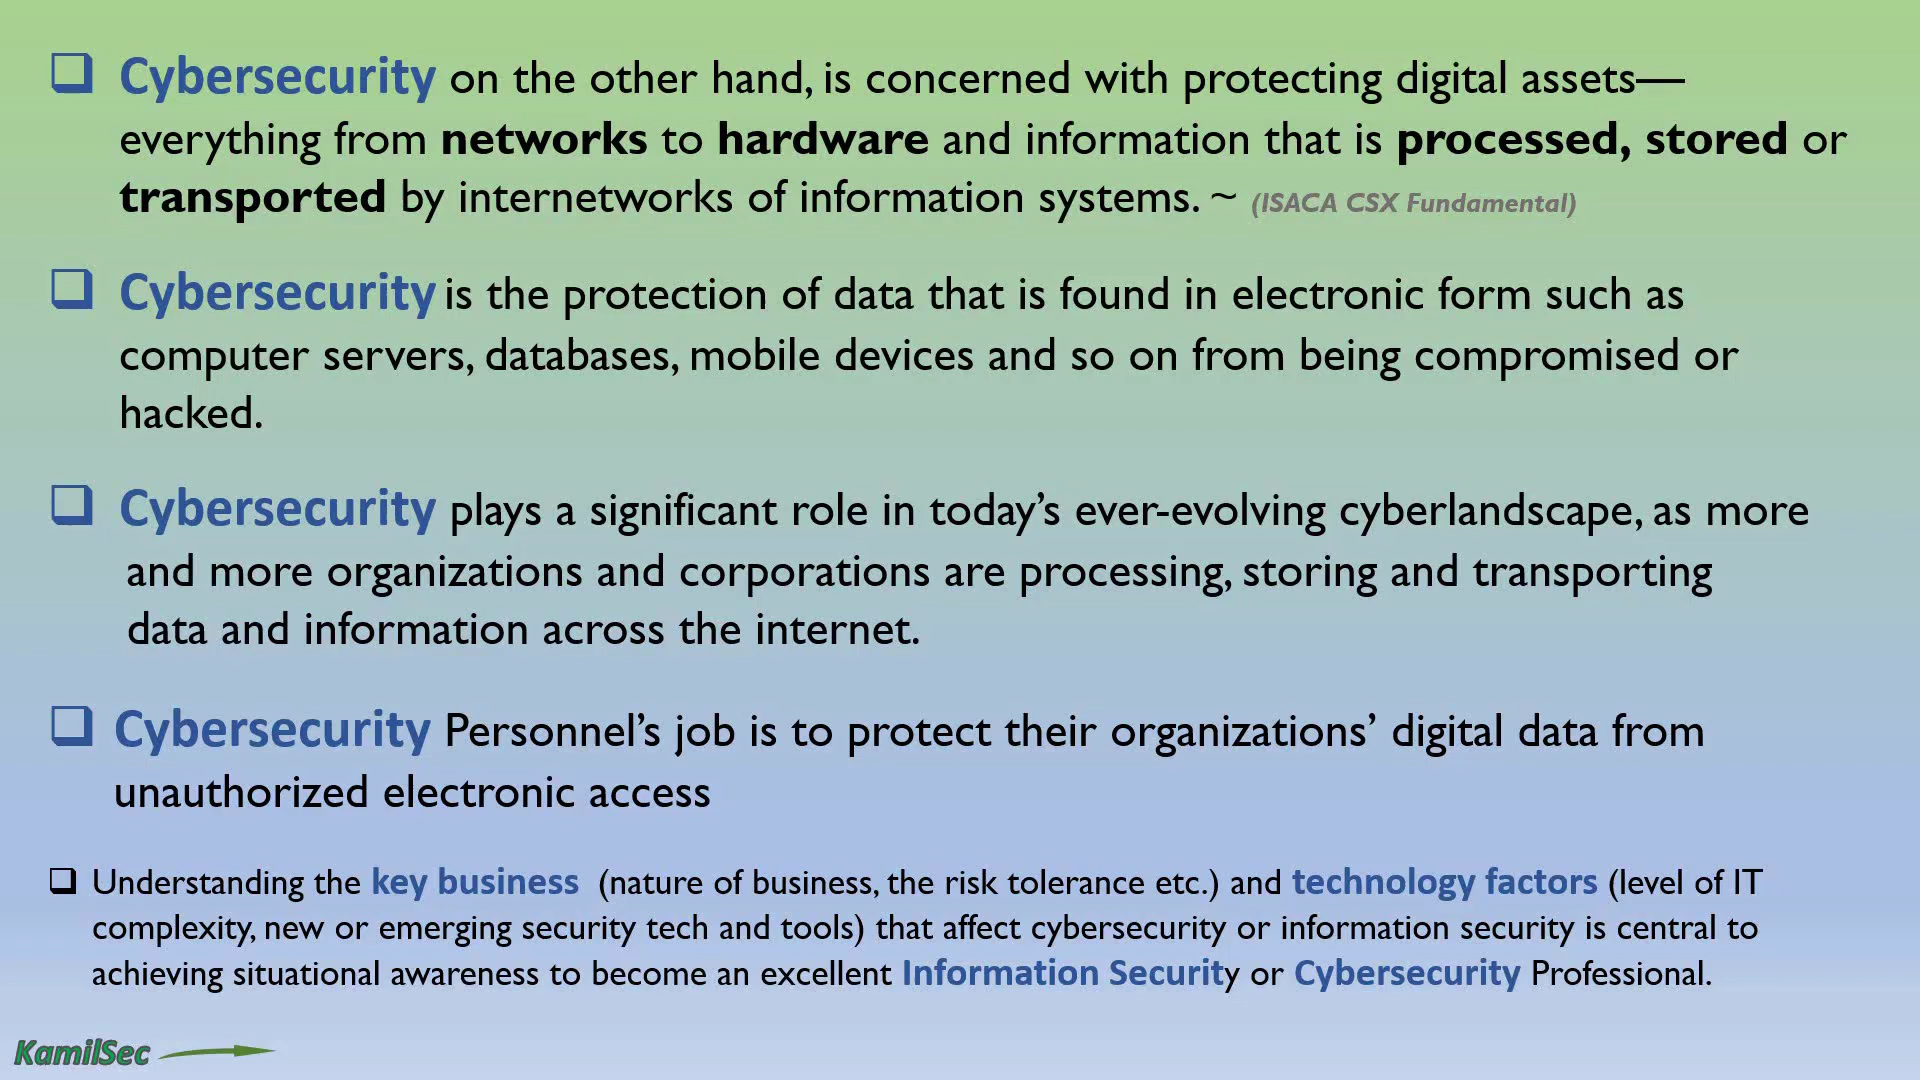 ❑ Cybersecurity on the other hand, is concerned with protecting digital assets—
everything from networks to hardware and information that is processed, stored or
transported by internetworks of information systems. ~ (ISACA CSX Fundamental)
❑ Cybersecurity is the protection of data that is found in electronic form such as
computer servers, databases, mobile devices and so on from being compromised or
hacked.
❑ Cybersecurity plays a significant role in today’s ever-evolving cyberlandscape, as more
and more organizations and corporations are processing, storing and transporting
data and information across the internet.
❑ Cybersecurity Personnel’s job is to protect their organizations’ digital data from
unauthorized electronic access
❑ Understanding the key business (nature of business, the risk tolerance etc.) and technology factors (level of IT
complexity, new or emerging security tech and tools) that affect cybersecurity or information security is central to
achieving situational awareness to become an excellent Information Security or Cybersecurity Professional.
KamilSec